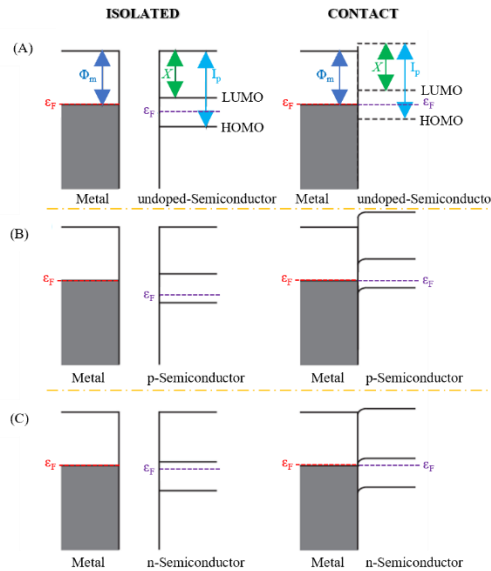 ISOLATED CONTACT
(A)
Φm X Ip Φm X Ip
LUMO LUMO
εF εF εF εF
HOMO HOMO
Metal undoped-Semiconductor Metal undoped-Semiconducto
(B)
εF εF εF εF
Metal p-Semiconductor Metal p-Semiconductor
(C)
εF εF εF εF
Metal n-Semiconductor Metal n-Semiconductor